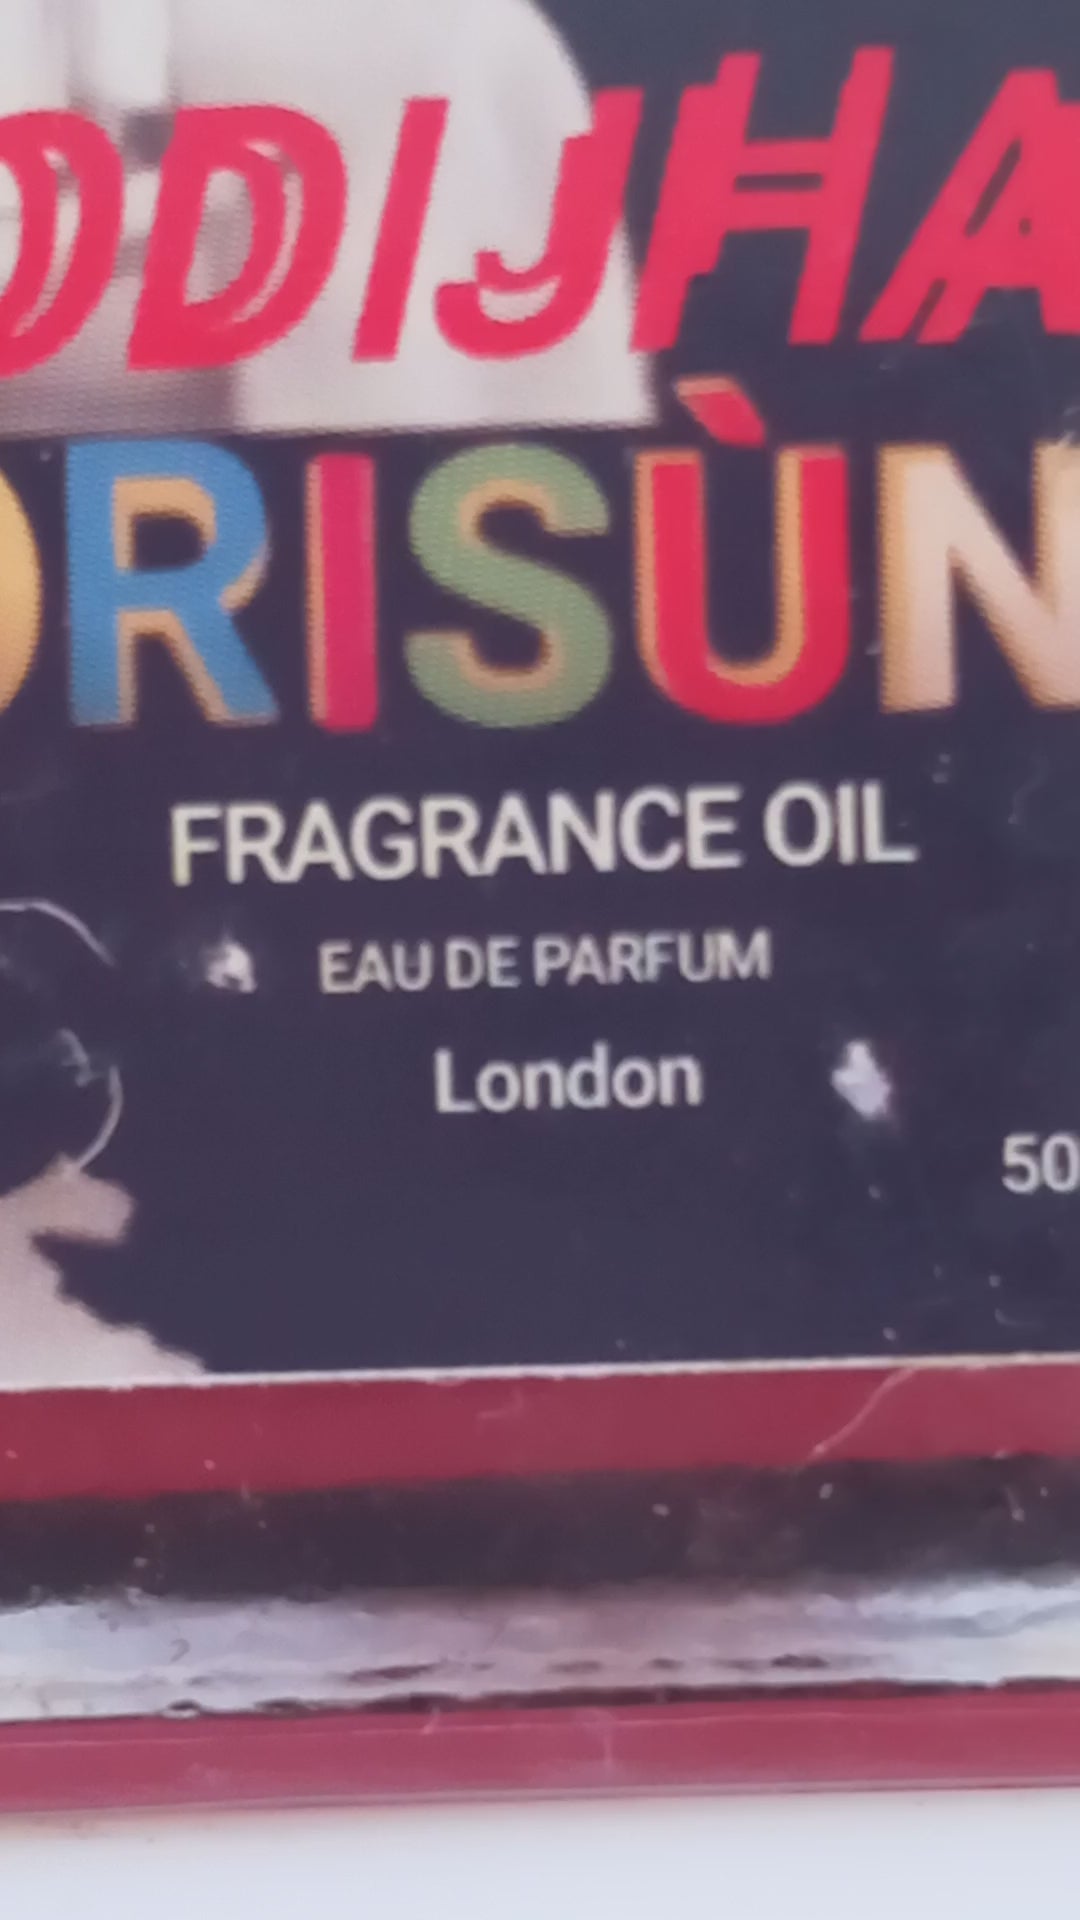 ODIJHA
ORISÙN
FRAGRANCE OIL
EAU DE PARFUM
London
50